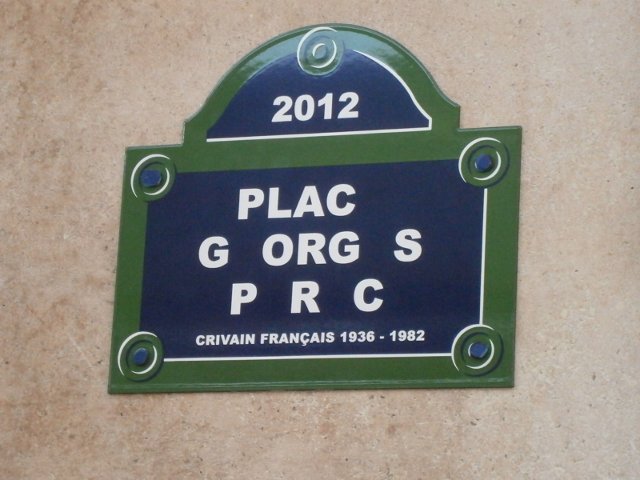 2012
PLAC
G ORG S
P R C
CRIVAIN FRANÇAIS 1936 - 1982